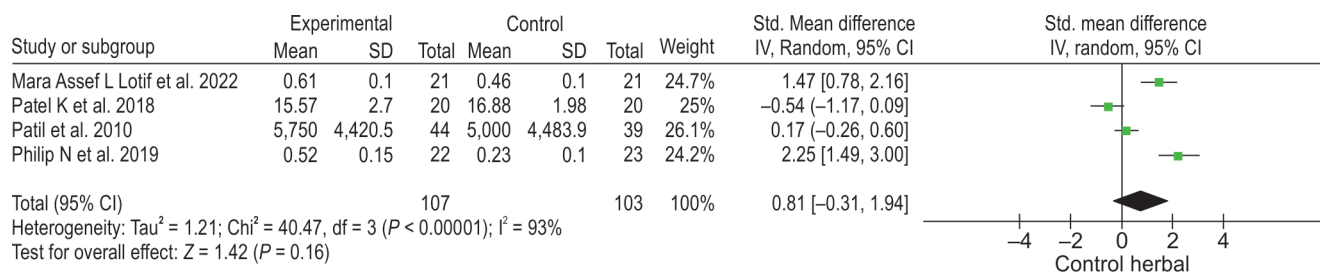 Experimental Control Std. Mean difference Std. mean difference
Study or subgroup Mean SD Total Mean SD Total Weight IV, Random, 95% CI IV, random, 95% CI
Mara Assef L Lotif et al. 2022 0.61 0.1 21 0.46 0.1 21 24.7% 1.47 [0.78, 2.16]
Patel K et al. 2018 15.57 2.7 20 16.88 1.98 20 25% –0.54 (–1.17, 0.09]
Patil et al. 2010 5,750 4,420.5 44 5,000 4,483.9 39 26.1% 0.17 (–0.26, 0.60]
Philip N et al. 2019 0.52 0.15 22 0.23 0.1 23 24.2% 2.25 [1.49, 3.00]
Total (95% CI) 107 103 100% 0.81 [–0.31, 1.94]
Heterogeneity: Tau² = 1.21; Chi² = 40.47, df = 3 (P < 0.00001); I² = 93%
Test for overall effect: Z = 1.42 (P = 0.16)
–4 –2 0 2 4
Control herbal